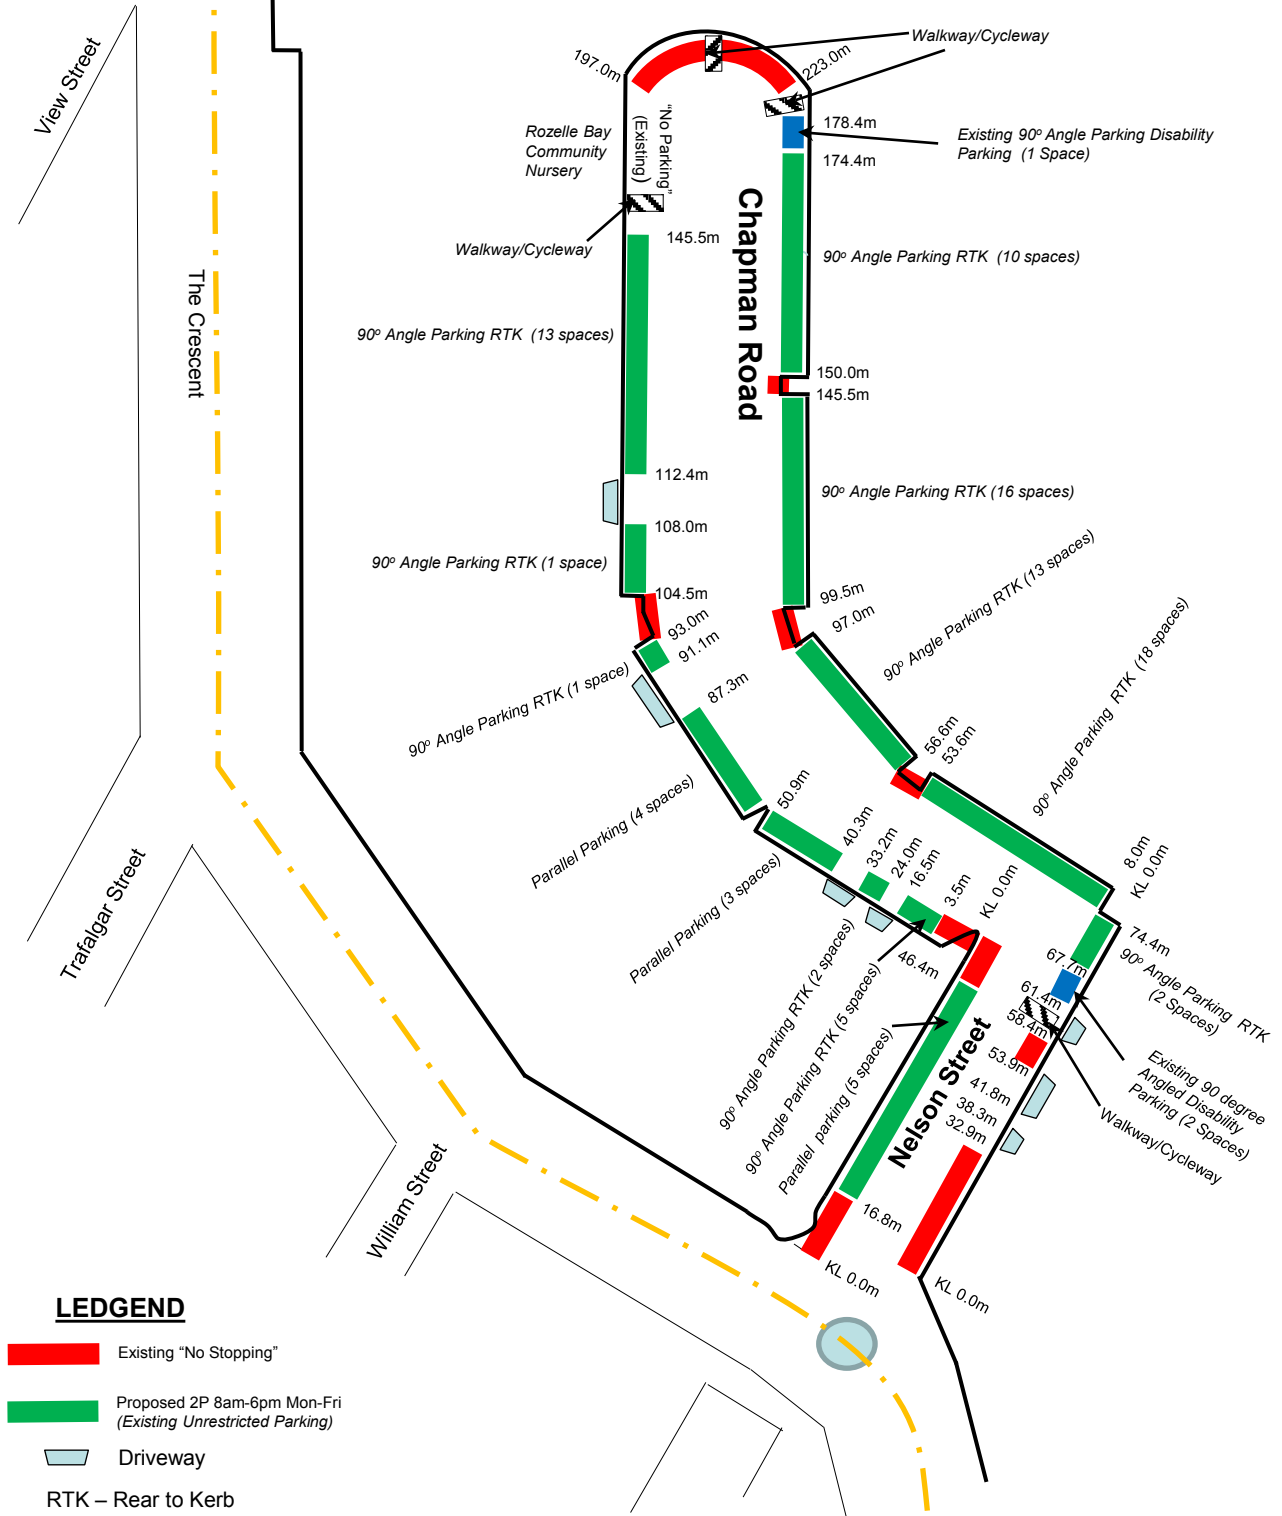 View Street
The Crescent
Trafalgar Street
William Street
197.0m
223.0m
Walkway/Cycleway
"No Parking"
(Existing)
Rozelle Bay
Community
Nursery
Walkway/Cycleway
178.4m
174.4m
Existing 90º Angle Parking Disability
Parking (1 Space)
Chapman Road
145.5m
90º Angle Parking RTK (10 spaces)
90º Angle Parking RTK (13 spaces)
150.0m
145.5m
112.4m
108.0m
90º Angle Parking RTK (16 spaces)
90º Angle Parking RTK (1 space)
104.5m
93.0m
91.1m
99.5m
97.0m
90º Angle Parking RTK (13 spaces)
90º Angle Parking RTK (18 spaces)
90º Angle Parking RTK (1 space)
87.3m
56.6m
53.6m
Parallel Parking (4 spaces)
50.9m
40.3m
33.2m
24.0m
16.5m
3.5m
KL 0.0m
8.0m
KL 0.0m
Parallel Parking (3 spaces)
90º Angle Parking RTK (2 spaces)
90º Angle Parking RTK (5 spaces)
Parallel parking (5 spaces)
46.4m
74.4m
67.7m
61.4m
58.4m
53.9m
41.8m
38.3m
32.9m
90º Angle Parking RTK
(2 Spaces)
Existing 90 degree
Angled Disability
Parking (2 Spaces)
Walkway/Cycleway
Nelson Street
16.8m
KL 0.0m
KL 0.0m
LEDGEND
Existing "No Stopping"
Proposed 2P 8am-6pm Mon-Fri
(Existing Unrestricted Parking)
Driveway
RTK – Rear to Kerb